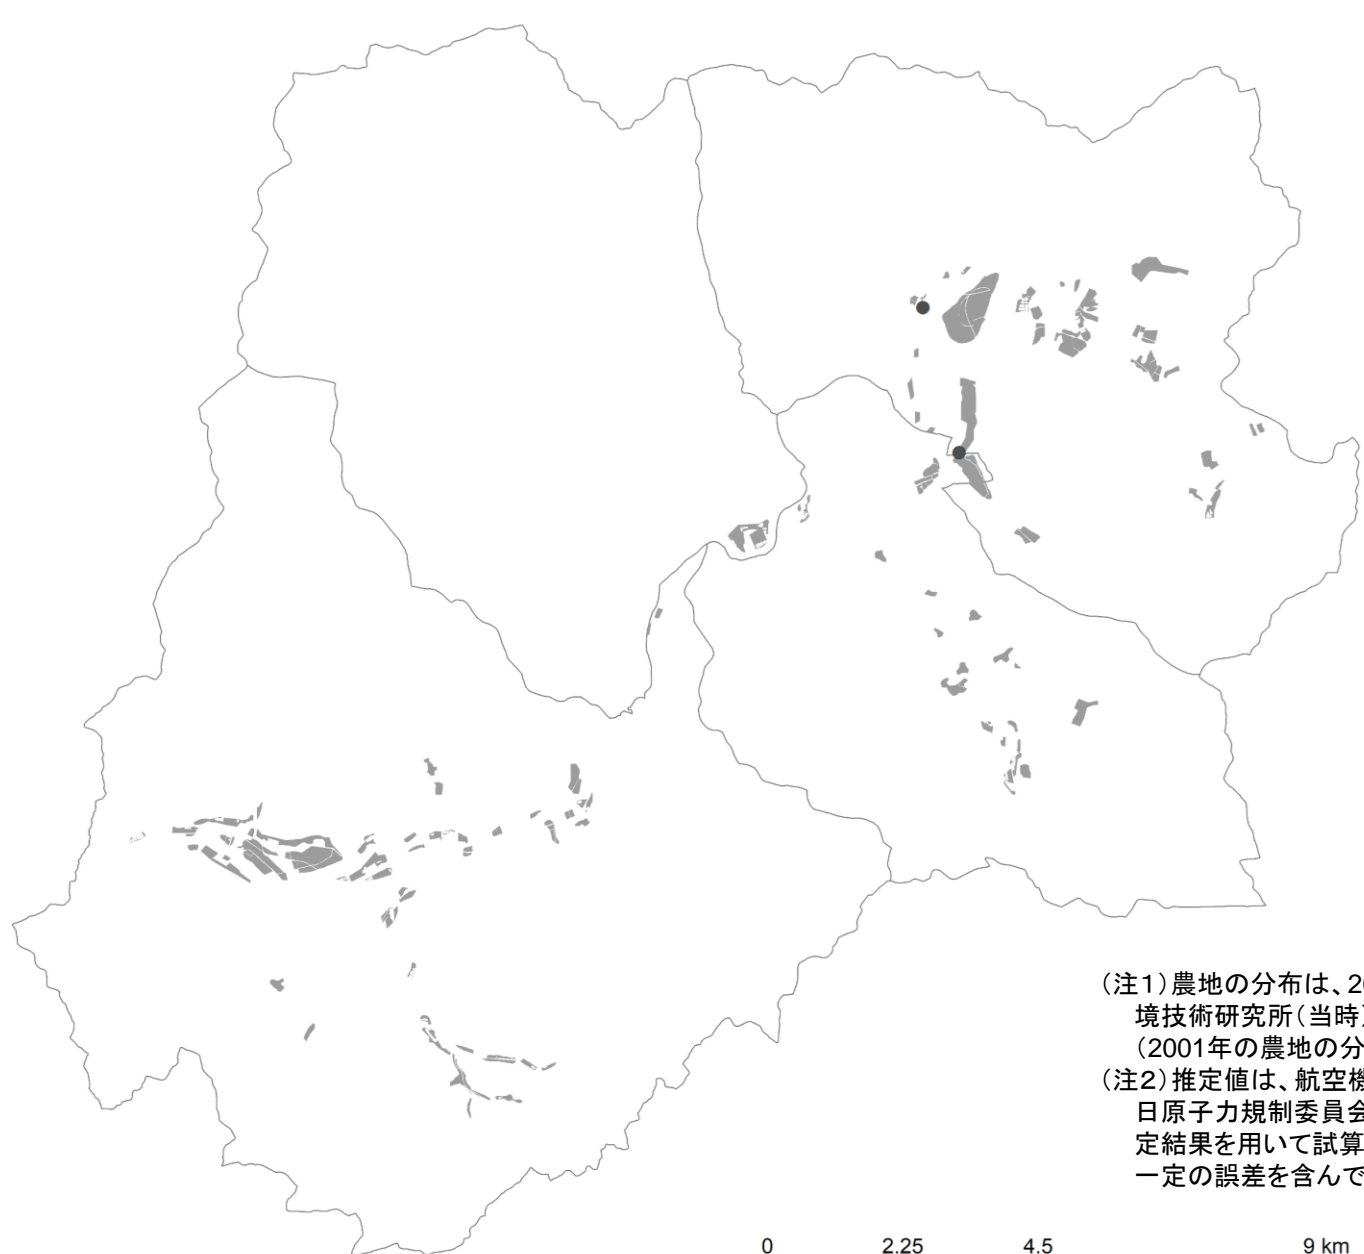 （注1）農地の分布は、2
境技術研究所（当時）
（2001年の農地の分
（注2）推定値は、航空機
日原子力規制委員会
定結果を用いて試算
一定の誤差を含んで
0 2.25 4.5 9 km